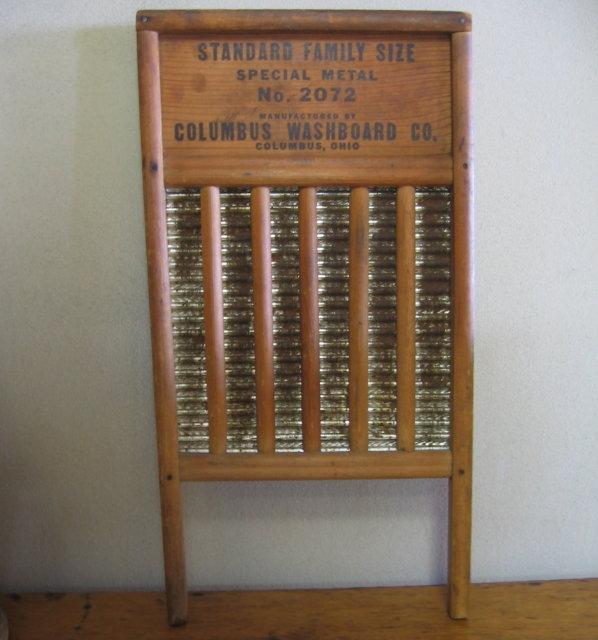 STANDARD FAMILY SIZE
SPECIAL METAL
No. 2072
MANUFACTURED BY
COLUMBUS WASHBOARD CO.
COLUMBUS, OHIO